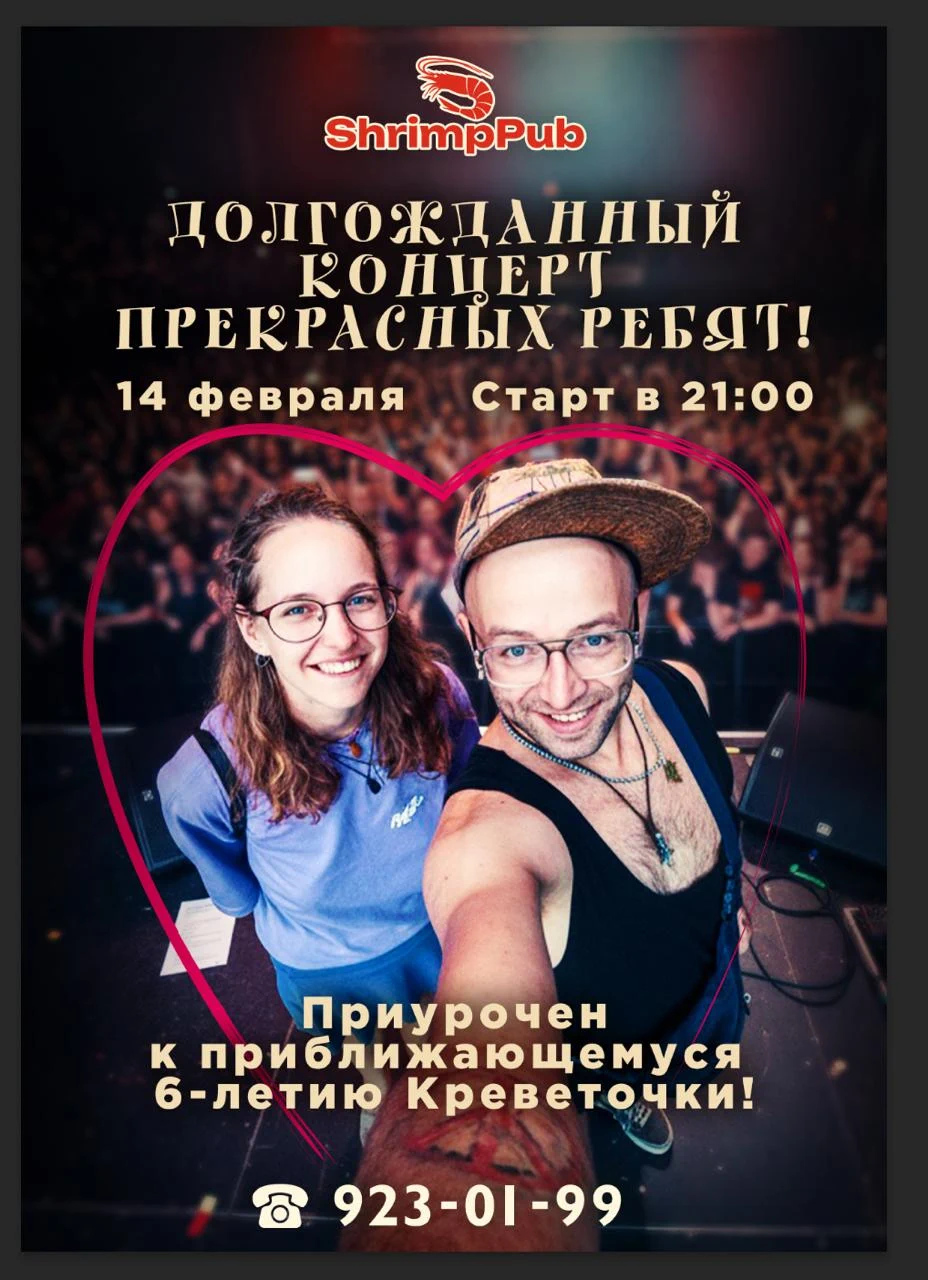 ShrimpPub
ДОЛГОЖДАННЫЙ
КОНЦЕРТ
ПРЕКРАСНЫХ РЕБЯТ!
14 февраля Старт в 21:00
Приурочен
к приближающемуся
6-летию Креветочки!
923-01-99